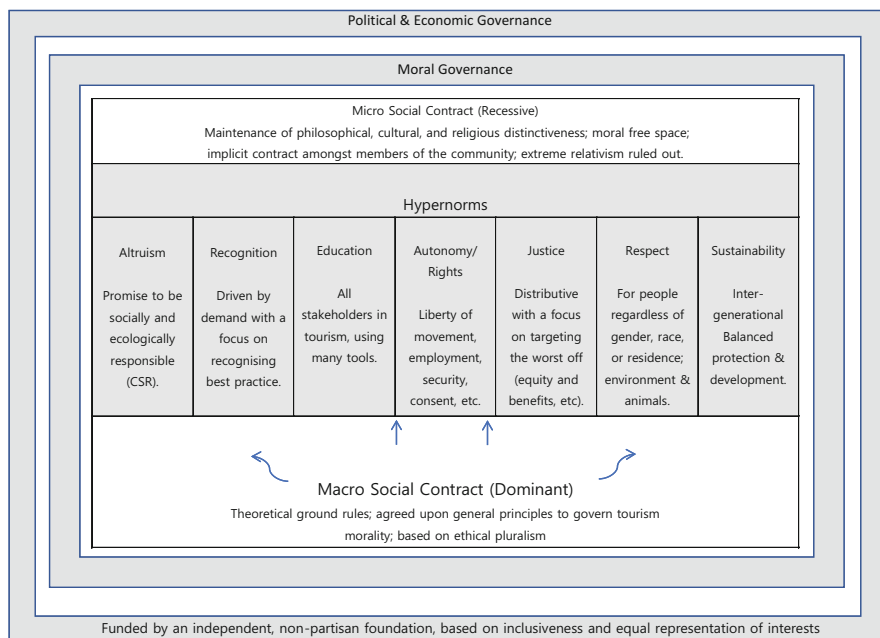 Political & Economic Governance
Moral Governance
Micro Social Contract (Recessive)
Maintenance of philosophical, cultural, and religious distinctiveness; moral free space;
implicit contract amongst members of the community; extreme relativism ruled out.
Hypernorms
Altruism
Promise to be
socially and
ecologically
responsible
(CSR).
Recognition
Driven by
demand with a
focus on
recognising
best practice.
Education
All
stakeholders in
tourism, using
many tools.
Autonomy/
Rights
Liberty of
movement,
employment,
security,
consent, etc.
Justice
Distributive
with a focus
on targeting
the worst off
(equity and
benefits, etc).
Respect
For people
regardless of
gender, race,
or residence;
environment &
animals.
Sustainability
Inter-
generational
Balanced
protection &
development.
Macro Social Contract (Dominant)
Theoretical ground rules; agreed upon general principles to govern tourism
morality; based on ethical pluralism
Funded by an independent, non-partisan foundation, based on inclusiveness and equal representation of interests